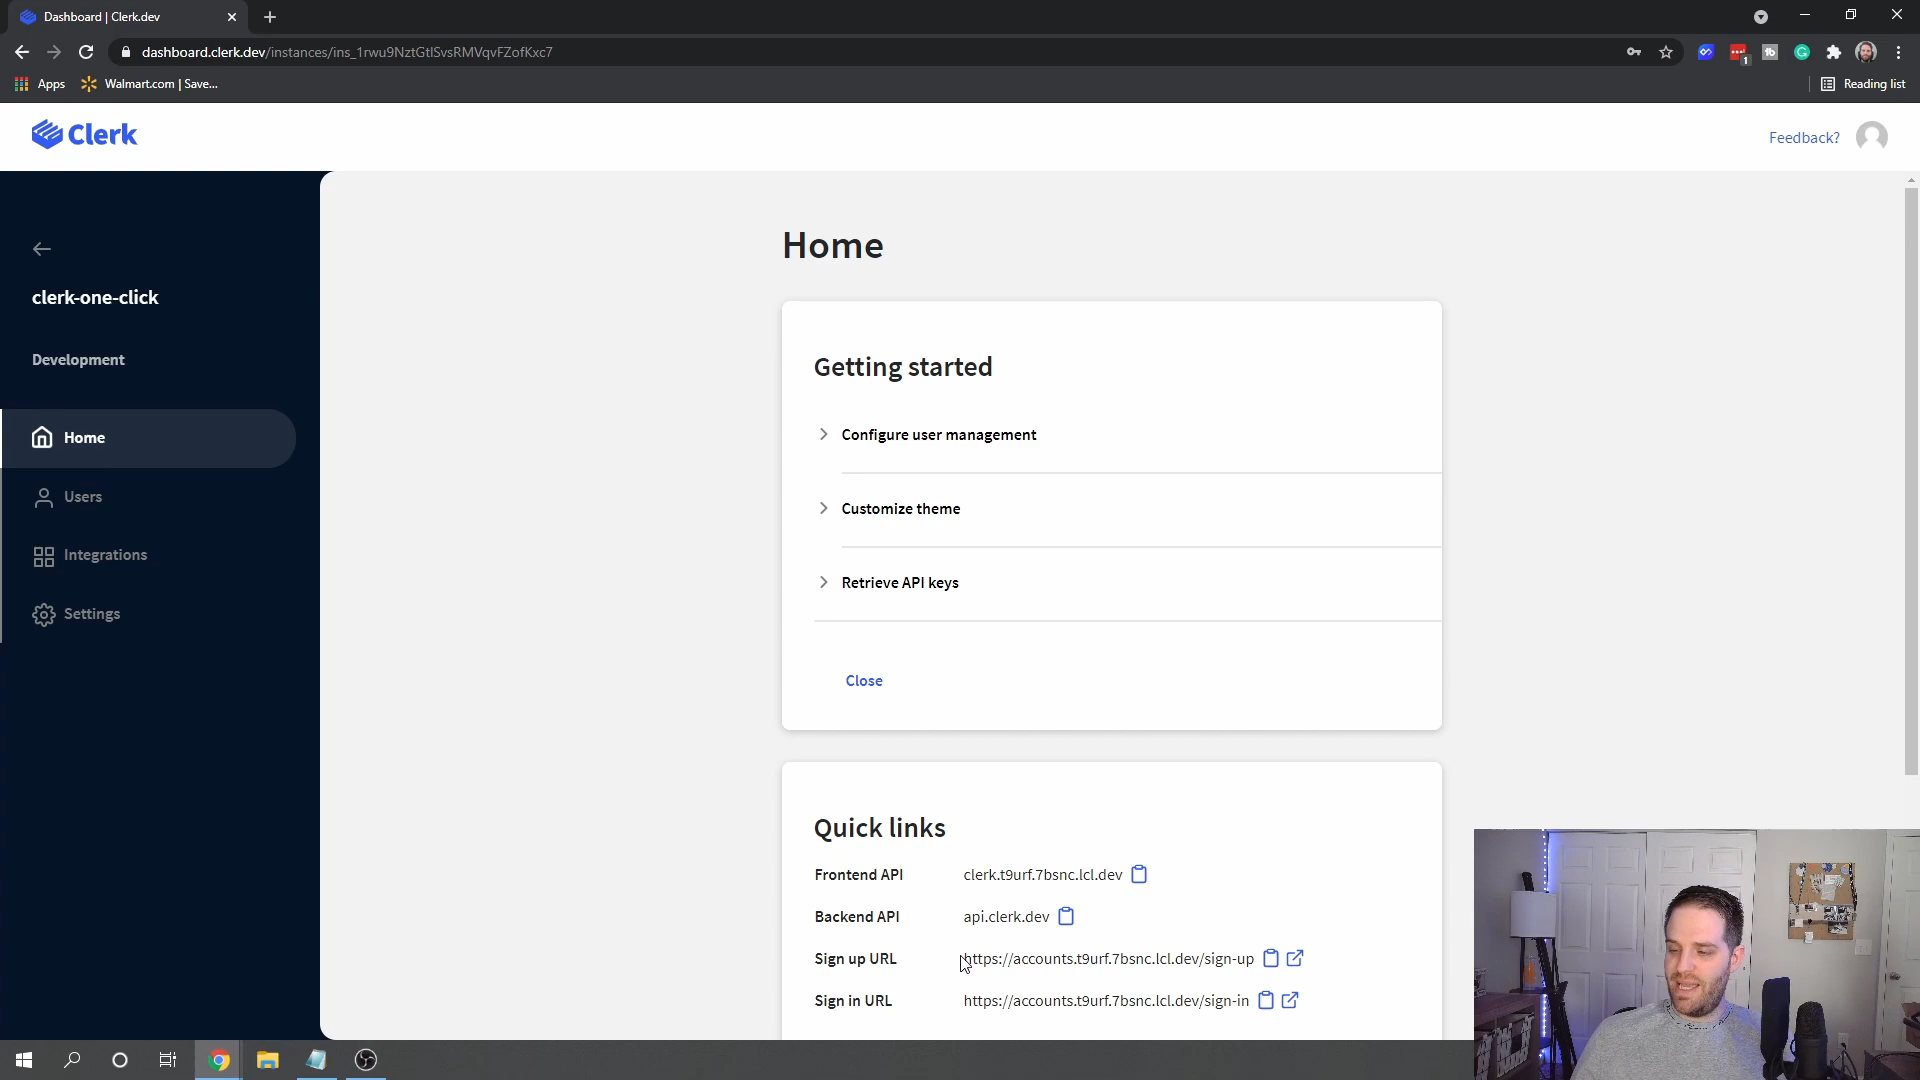 Dashboard | Clerk.dev
dashboard.clerk.dev/instances/ins_1rwu9NztGtlSvsRMVqvFZofKxc7
1
Apps
Walmart.com | Save...
Reading list
Clerk
Feedback?
clerk-one-click
Development
Home
Users
Integrations
Settings
Home
Getting started
Configure user management
Customize theme
Retrieve API keys
Close
Quick links
Frontend API clerk.t9urf.7bsnc.lcl.dev
Backend API api.clerk.dev
Sign up URL https://accounts.t9urf.7bsnc.lcl.dev/sign-up
Sign in URL https://accounts.t9urf.7bsnc.lcl.dev/sign-in